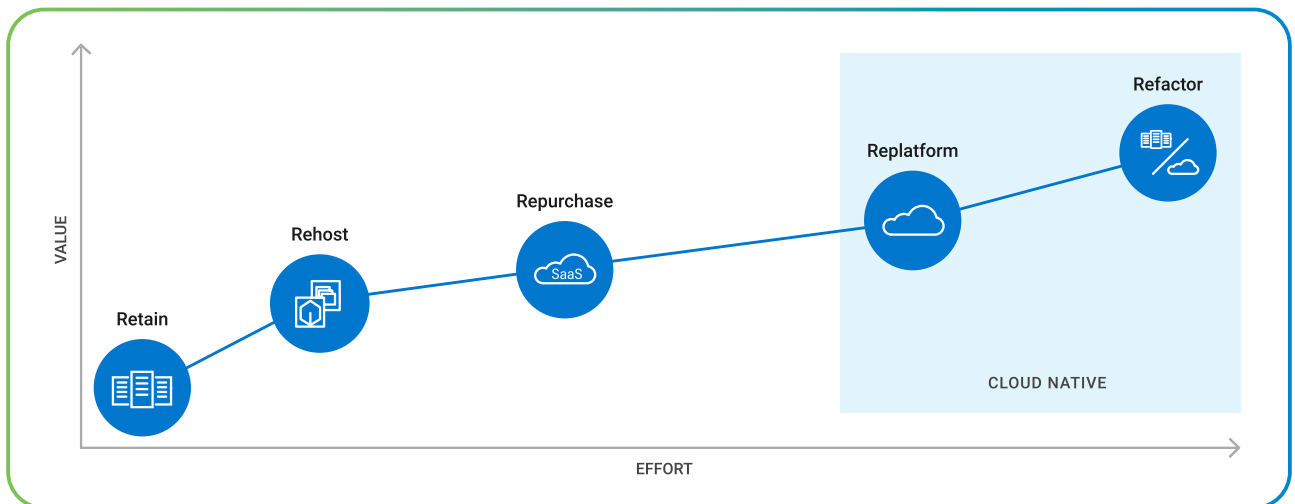 Refactor
Replatform
Repurchase
SaaS
Rehost
Retain
VALUE
CLOUD NATIVE
EFFORT